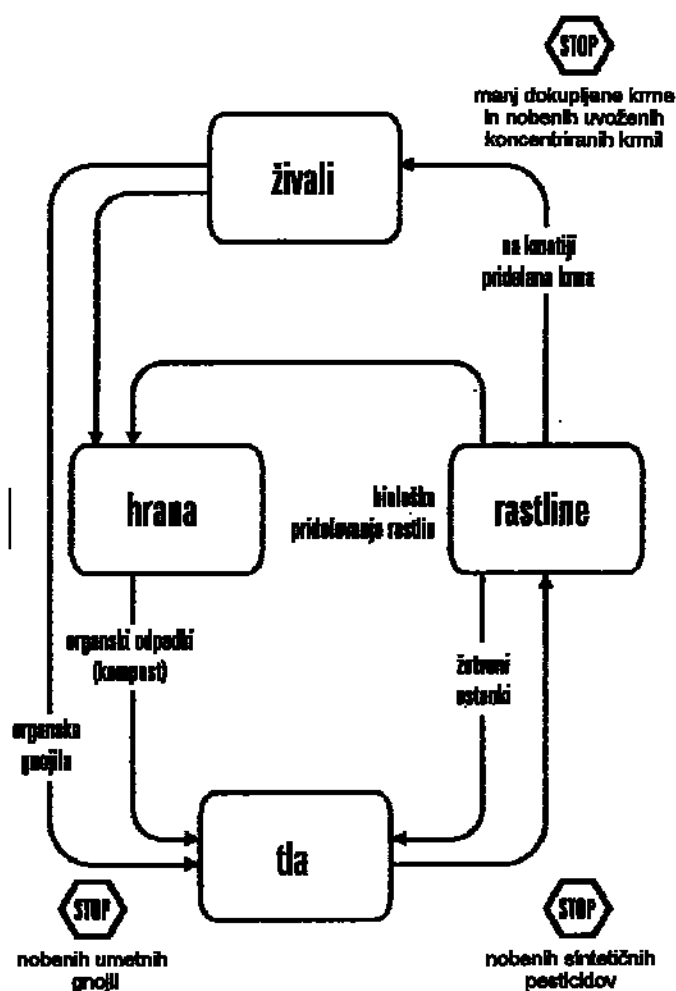 STOP
manj dokupljene krme
in nobenih uvoženih
koncentriranih krmil
živali
na kmetiji
pridelana krma
hrana
biološko
pridelovanje rastlin
rastline
organski odpadki
(kompost)
žetveni
ostanki
organska
gnojila
tla
STOP
nobenih umetnih
gnojil
STOP
nobenih sintetičnih
pesticidov